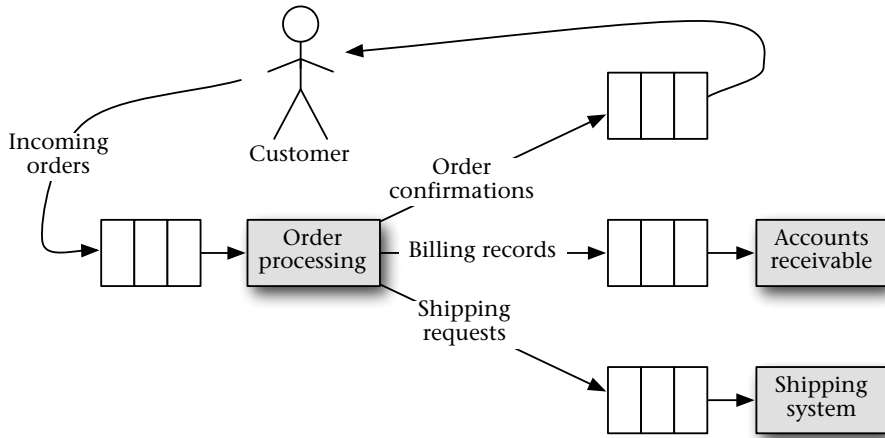 Customer
Incoming
orders
Order
confirmations
Order
processing
Billing records
Accounts
receivable
Shipping
requests
Shipping
system